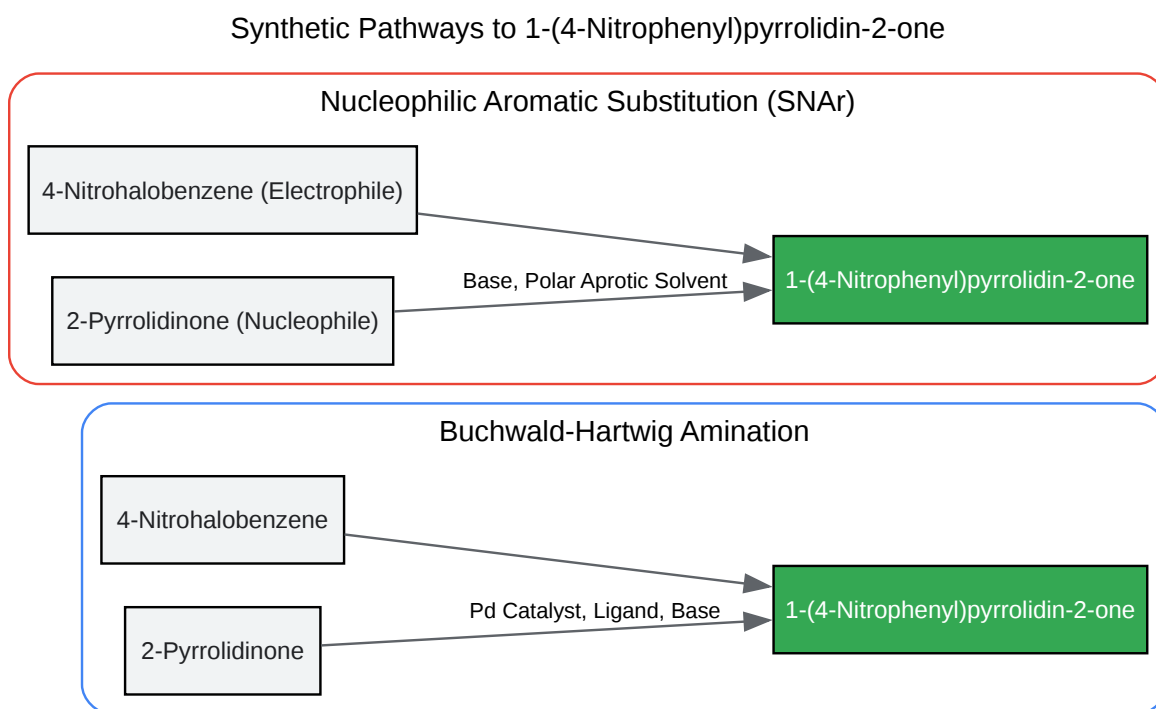 Synthetic Pathways to 1-(4-Nitrophenyl)pyrrolidin-2-one
Nucleophilic Aromatic Substitution (SNAr)
4-Nitrohalobenzene (Electrophile)
2-Pyrrolidinone (Nucleophile)
Base, Polar Aprotic Solvent
1-(4-Nitrophenyl)pyrrolidin-2-one
Buchwald-Hartwig Amination
4-Nitrohalobenzene
2-Pyrrolidinone
Pd Catalyst, Ligand, Base
1-(4-Nitrophenyl)pyrrolidin-2-one